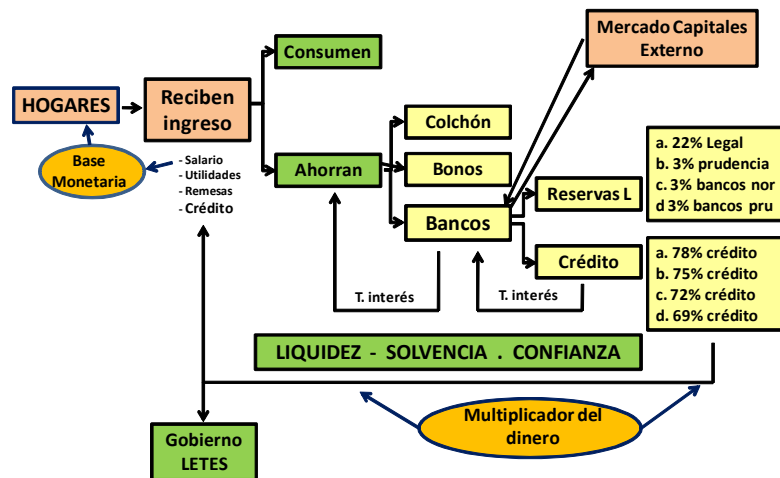 Mercado Capitales
Externo
Consumen
HOGARES
Reciben
ingreso
Base
Monetaria
- Salario
- Utilidades
- Remesas
- Crédito
Ahorran
Colchón
Bonos
Bancos
Reservas L
Crédito
a. 22% Legal
b. 3% prudencia
c. 3% bancos nor
d 3% bancos pru
a. 78% crédito
b. 75% crédito
c. 72% crédito
d. 69% crédito
T. interés
T. interés
LIQUIDEZ - SOLVENCIA . CONFIANZA
Multiplicador del
dinero
Gobierno
LETES